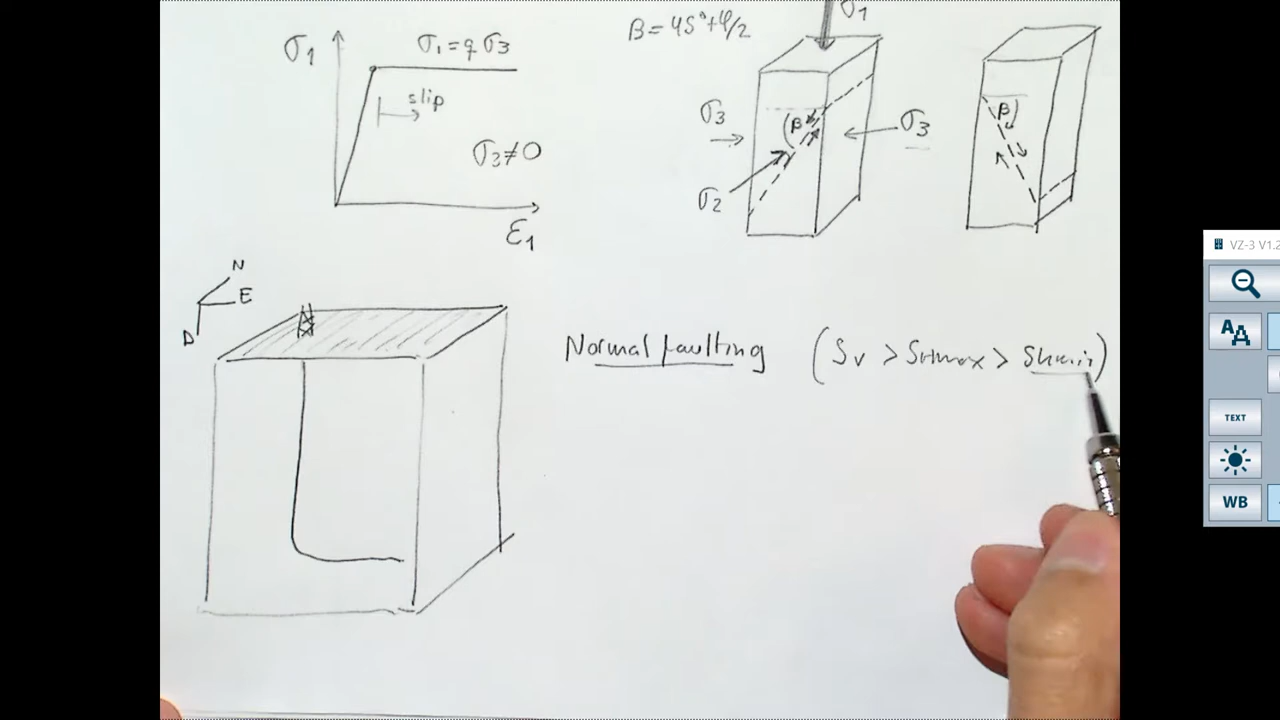 σ1
σ1 = q σ3
slip
σ3≠0
ε1
β=45°+φ/2
σ1
σ3
β
σ3
σ2
β
N
E
D
Normal faulting (Sv > SHmax > Shmin)
VZ-3 V1.2
AA
TEXT
WB